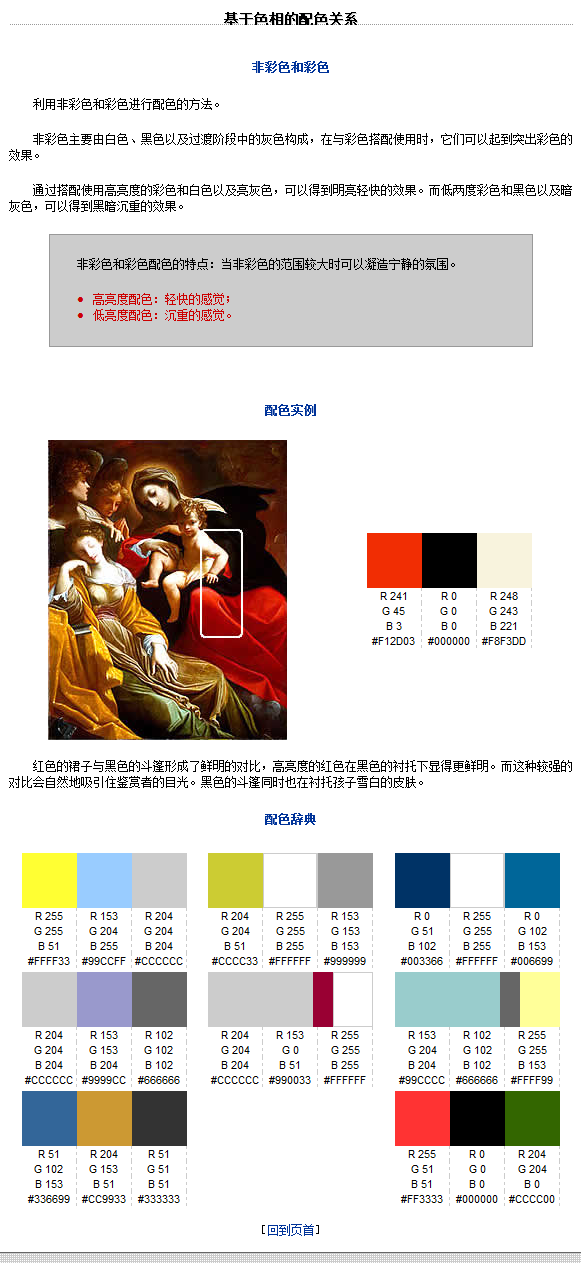 基于色相的配色关系
非彩色和彩色
利用非彩色和彩色进行配色的方法。
非彩色主要由白色、黑色以及过渡阶段中的灰色构成，在与彩色搭配使用时，它们可以起到突出彩色的
效果。
通过搭配使用高亮度的彩色和白色以及亮灰色，可以得到明亮轻快的效果。而低两度彩色和黑色以及暗
灰色，可以得到黑暗沉重的效果。
非彩色和彩色配色的特点：当非彩色的范围较大时可以凝造宁静的氛围。
● 高亮度配色：轻快的感觉；
● 低亮度配色：沉重的感觉。
配色实例
R 241 R 0 R 248
G 45 G 0 G 243
B 3 B 0 B 221
#F12D03 #000000 #F8F3DD
红色的裙子与黑色的斗篷形成了鲜明的对比，高亮度的红色在黑色的衬托下显得更鲜明。而这种较强的
对比会自然地吸引住鉴赏者的目光。黑色的斗篷同时也在衬托孩子雪白的皮肤。
配色辞典
R 255 R 153 R 204 R 204 R 255 R 153 R 0 R 255 R 0
G 255 G 204 G 204 G 204 G 255 G 153 G 51 G 255 G 102
B 51 B 255 B 204 B 51 B 255 B 153 B 102 B 255 B 153
#FFFF33 #99CCFF #CCCCCC #CCCC33 #FFFFFF #999999 #003366 #FFFFFF #006699
R 204 R 153 R 102 R 204 R 153 R 255 R 153 R 102 R 255
G 204 G 153 G 102 G 204 G 0 G 255 G 204 G 102 G 255
B 204 B 204 B 102 B 204 B 51 B 255 B 204 B 102 B 153
#CCCCCC #9999CC #666666 #CCCCCC #990033 #FFFFFF #99CCCC #666666 #FFFF99
R 51 R 204 R 51 R 255 R 0 R 204
G 102 G 153 G 51 G 51 G 0 G 204
B 153 B 51 B 51 B 51 B 0 B 0
#336699 #CC9933 #333333 #FF3333 #000000 #CCCC00
[回到页首]